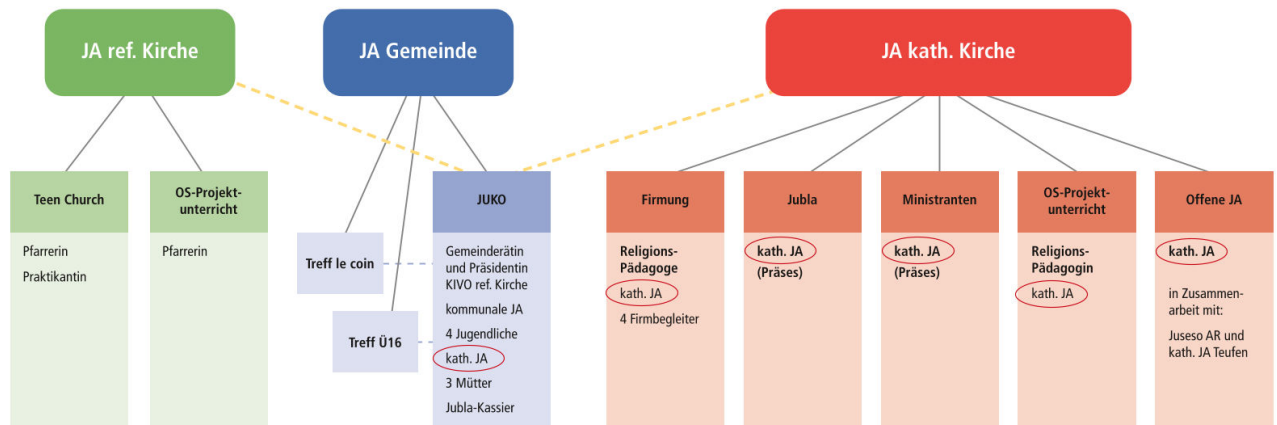 JA ref. Kirche
JA Gemeinde
JA kath. Kirche
Teen Church
Pfarrerin
Praktikantin
OS-Projekt-
unterricht
Pfarrerin
Treff le coin
Treff Ü16
JUKO
Gemeinderätin
und Präsidentin
KIVO ref. Kirche
kommunale JA
4 Jugendliche
kath. JA
3 Mütter
Jubla-Kassier
Firmung
Religions-
Pädagoge
kath. JA
4 Firmbegleiter
Jubla
kath. JA
(Präses)
Ministranten
kath. JA
(Präses)
OS-Projekt-
unterricht
Religions-
Pädagogin
kath. JA
Offene JA
kath. JA
in Zusammen-
arbeit mit:
Juseso AR und
kath. JA Teufen